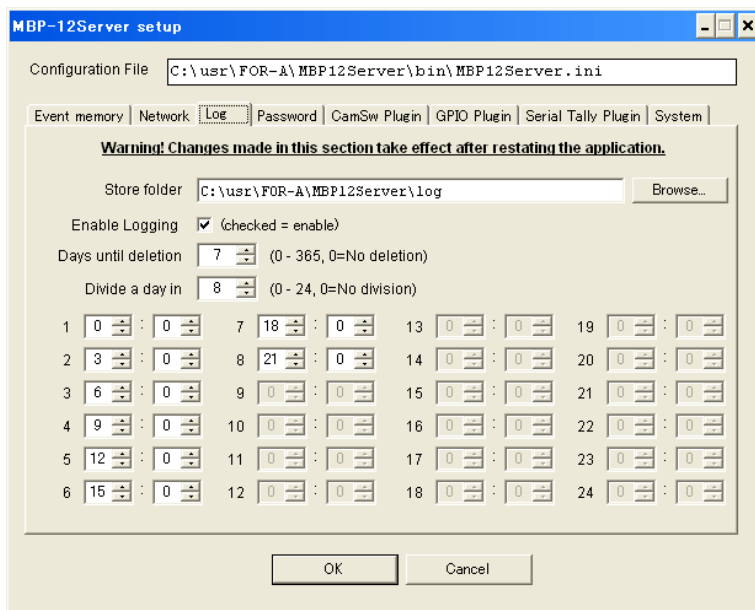 MBP-12Server setup
Configuration File C:\usr\FOR-A\MBP12Server\bin\MBP12Server.ini
Event memory Network Log Password CamSw Plugin GPIO Plugin Serial Tally Plugin System
Warning! Changes made in this section take effect after restating the application.
Store folder C:\usr\FOR-A\MBP12Server\log Browse...
Enable Logging (checked = enable)
Days until deletion 7 (0 - 365, 0=No deletion)
Divide a day in 8 (0 - 24, 0=No division)
1 0 : 0 7 18 : 0 13 0 : 0 19 0 : 0
2 3 : 0 8 21 : 0 14 0 : 0 20 0 : 0
3 6 : 0 9 0 : 0 15 0 : 0 21 0 : 0
4 9 : 0 10 0 : 0 16 0 : 0 22 0 : 0
5 12 : 0 11 0 : 0 17 0 : 0 23 0 : 0
6 15 : 0 12 0 : 0 18 0 : 0 24 0 : 0
OK Cancel